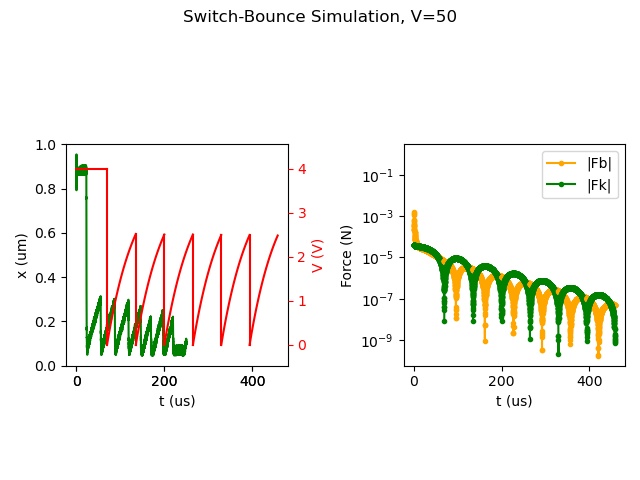 Switch-Bounce Simulation, V=50
1.0
0.8
0.6
0.4
0.2
0.0
x (um)
0
0
200
400
t (us)
4
3
2
1
0
V (V)
|Fb|
|Fk|
10⁻¹
10⁻³
10⁻⁵
10⁻⁷
10⁻⁹
Force (N)
0
200
400
t (us)